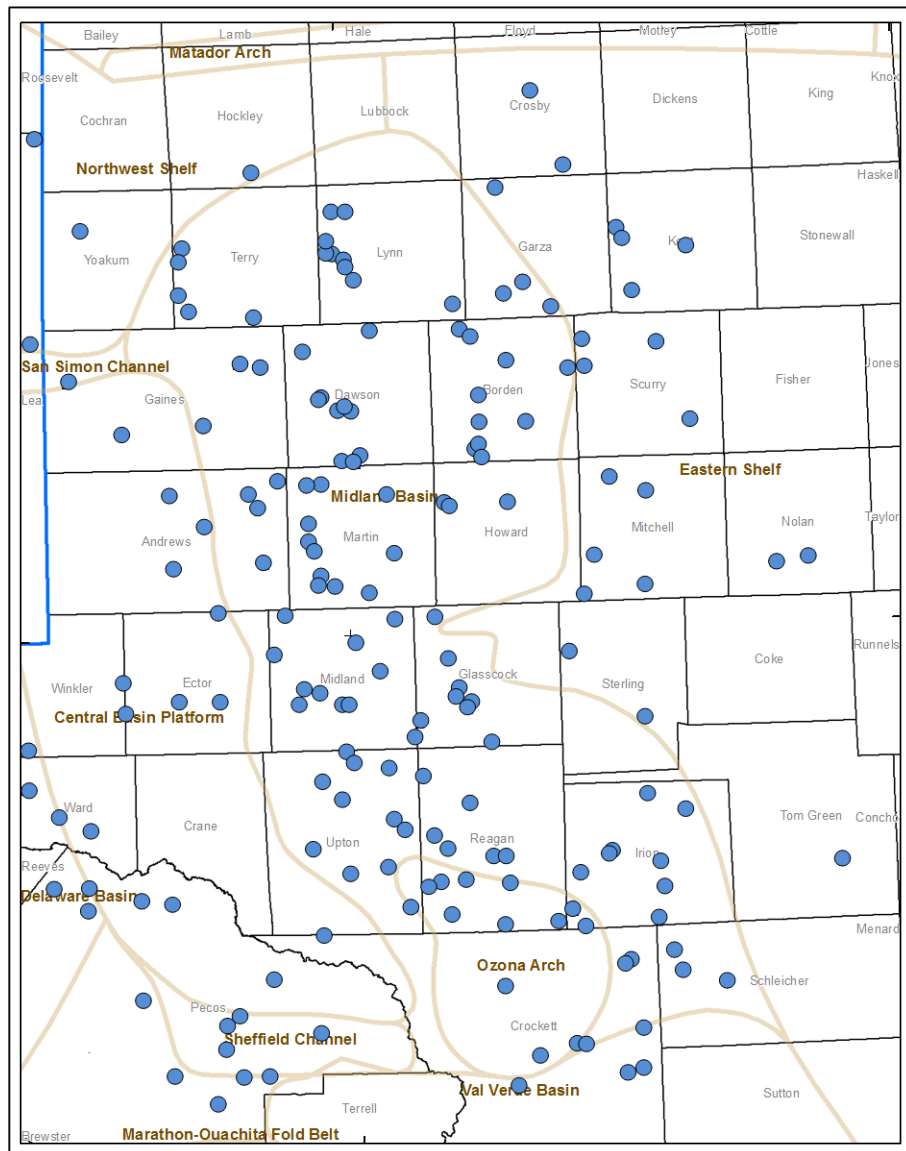 Bailey
Lamb
Hale
Floyd
Motley
Cottle
Matador Arch
Roosevelt
Knox
Cochran
Hockley
Lubbock
Crosby
Dickens
King
Northwest Shelf
Haskell
Yoakum
Terry
Lynn
Garza
Kent
Stonewall
San Simon Channel
Lea
Gaines
Dawson
Borden
Scurry
Fisher
Jones
Eastern Shelf
Midland Basin
Andrews
Martin
Howard
Mitchell
Nolan
Taylor
Winkler
Ector
Midland
Glasscock
Sterling
Coke
Runnels
Central Basin Platform
Ward
Crane
Upton
Reagan
Irion
Tom Green
Concho
Reeves
Delaware Basin
Menard
Ozona Arch
Schleicher
Pecos
Crockett
Sheffield Channel
Val Verde Basin
Sutton
Terrell
Brewster
Marathon-Ouachita Fold Belt